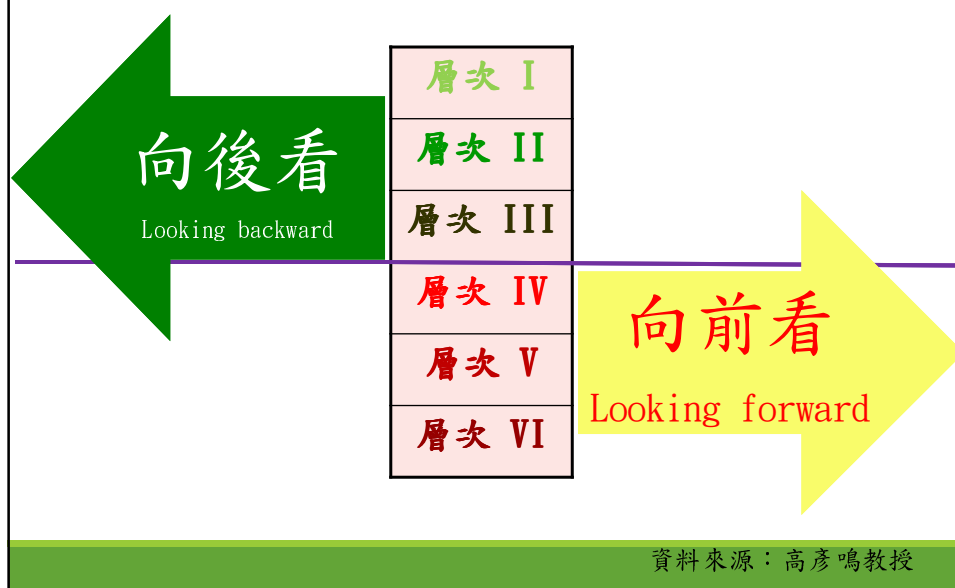 向後看
Looking backward
層次 I
層次 II
層次 III
層次 IV
層次 V
層次 VI
向前看
Looking forward
資料來源：高彥鳴教授